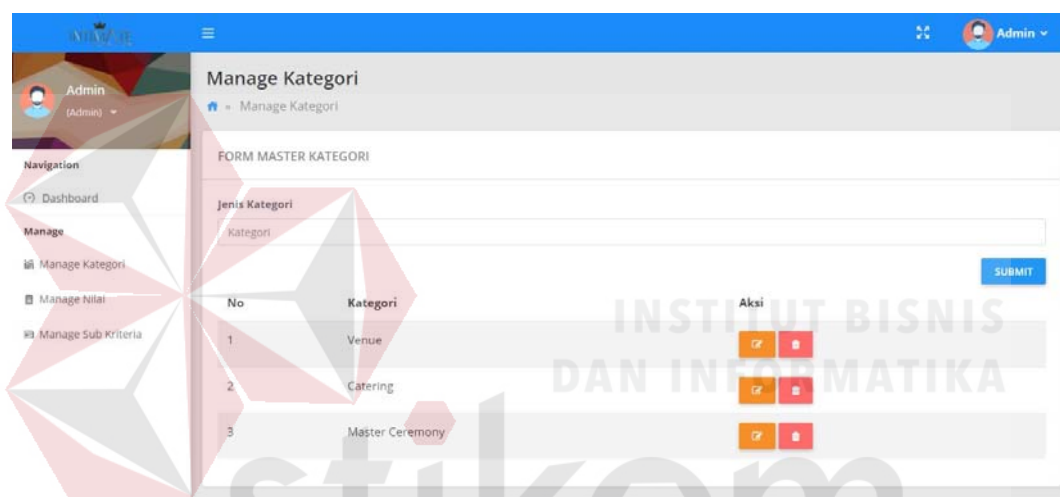 Admin
Admin
(Admin)
Manage Kategori
» Manage Kategori
Navigation
Dashboard
Manage
Manage Kategori
Manage Nilai
Manage Sub Kriteria
FORM MASTER KATEGORI
Jenis Kategori
Kategori
SUBMIT
No Kategori Aksi
1 Venue
2 Catering
3 Master Ceremony
INSTITUT BISNIS
DAN INFORMATIKA
stikom